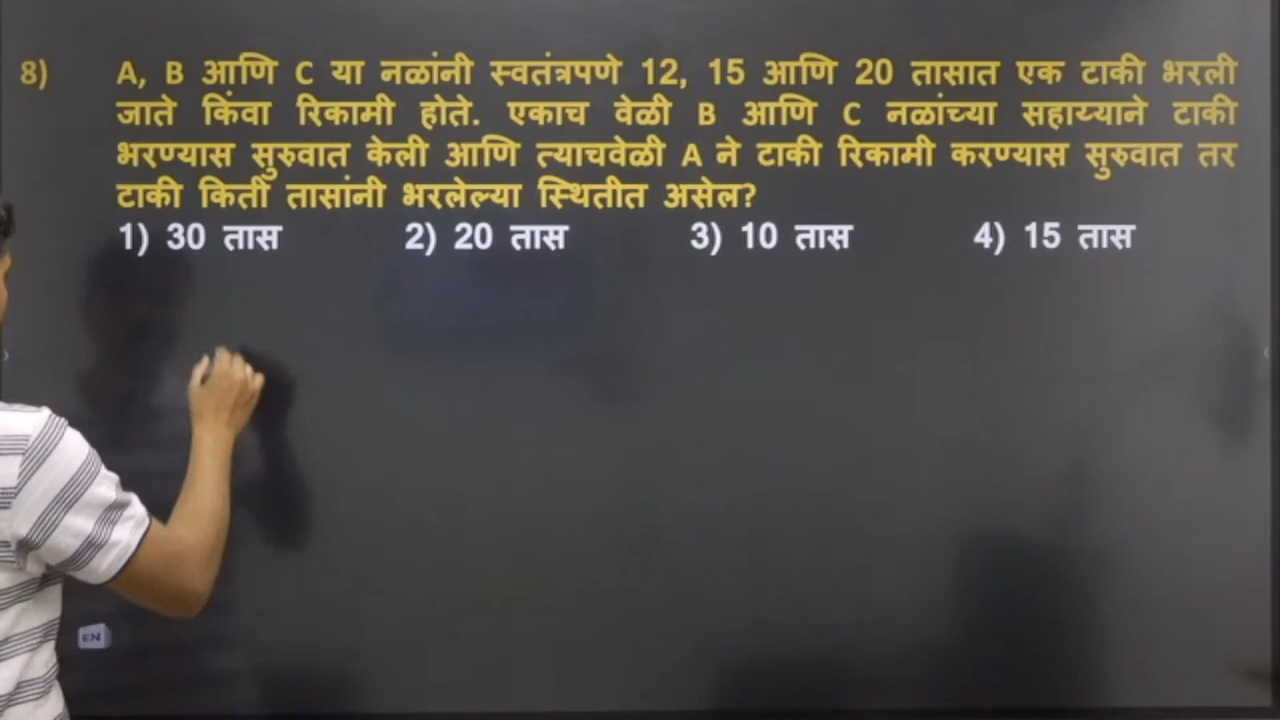 8) A, B आणि C या नळांनी स्वतंत्रपणे 12, 15 आणि 20 तासात एक टाकी भरली
जाते किंवा रिकामी होते. एकाच वेळी B आणि C नळांच्या सहाय्याने टाकी
भरण्यास सुरुवात केली आणि त्याचवेळी A ने टाकी रिकामी करण्यास सुरुवात तर
टाकी किती तासांनी भरलेल्या स्थितीत असेल?
1) 30 तास 2) 20 तास 3) 10 तास 4) 15 तास
EN